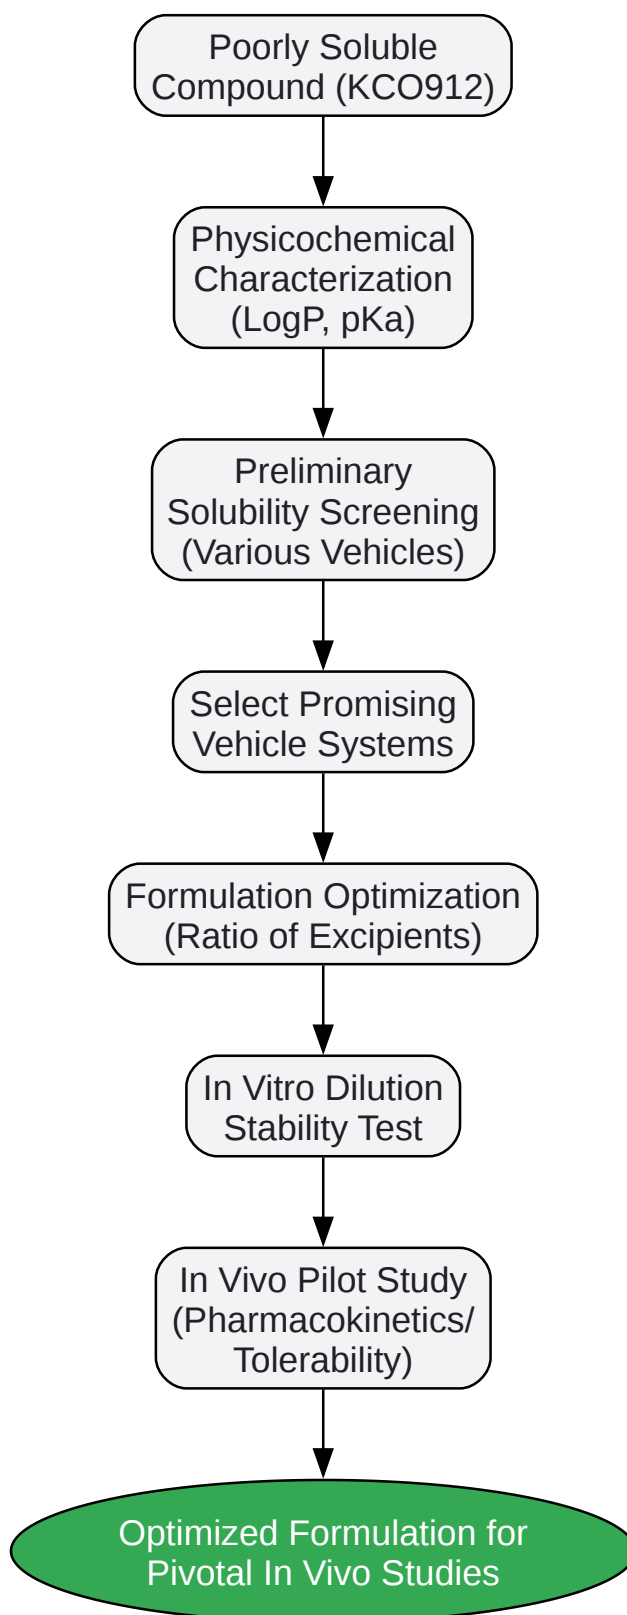 Poorly Soluble
Compound (KCO912)
Physicochemical
Characterization
(LogP, pKa)
Preliminary
Solubility Screening
(Various Vehicles)
Select Promising
Vehicle Systems
Formulation Optimization
(Ratio of Excipients)
In Vitro Dilution
Stability Test
In Vivo Pilot Study
(Pharmacokinetics/
Tolerability)
Optimized Formulation for
Pivotal In Vivo Studies